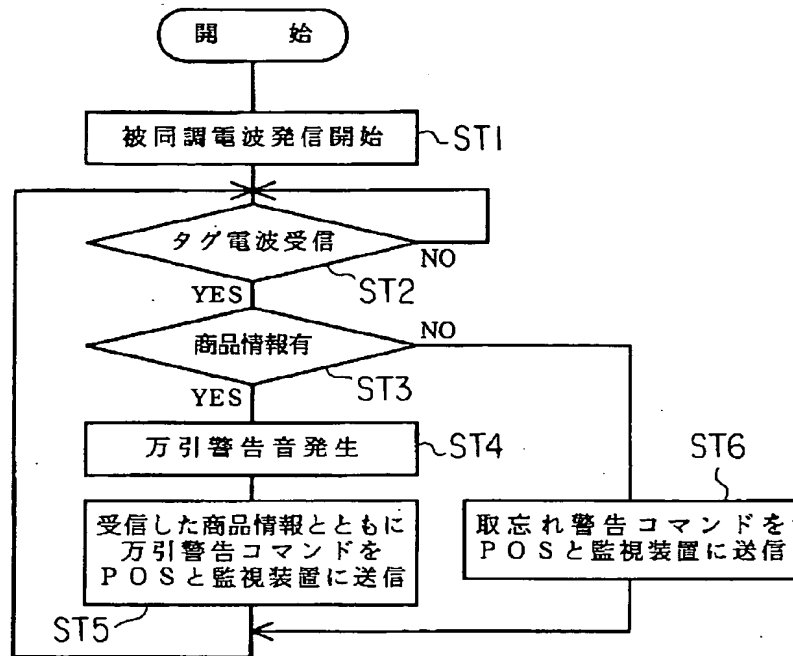 開 始
被同調電波発信開始
ST1
タグ電波受信
NO
ST2
YES
商品情報有
NO
ST3
YES
万引警告音発生
ST4
ST6
受信した商品情報とともに
万引警告コマンドを
POSと監視装置に送信
取忘れ警告コマンドを
POSと監視装置に送信
ST5